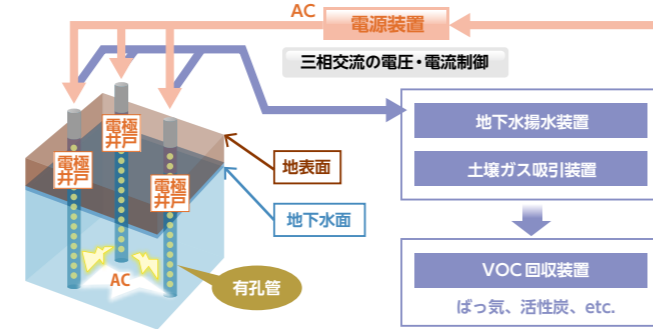 AC
電源装置
三相交流の電圧・電流制御
電極
井戸
電極
井戸
電極
井戸
地表面
地下水面
AC
有孔管
地下水揚水装置
土壌ガス吸引装置
VOC回収装置
ばっ気、活性炭、etc.